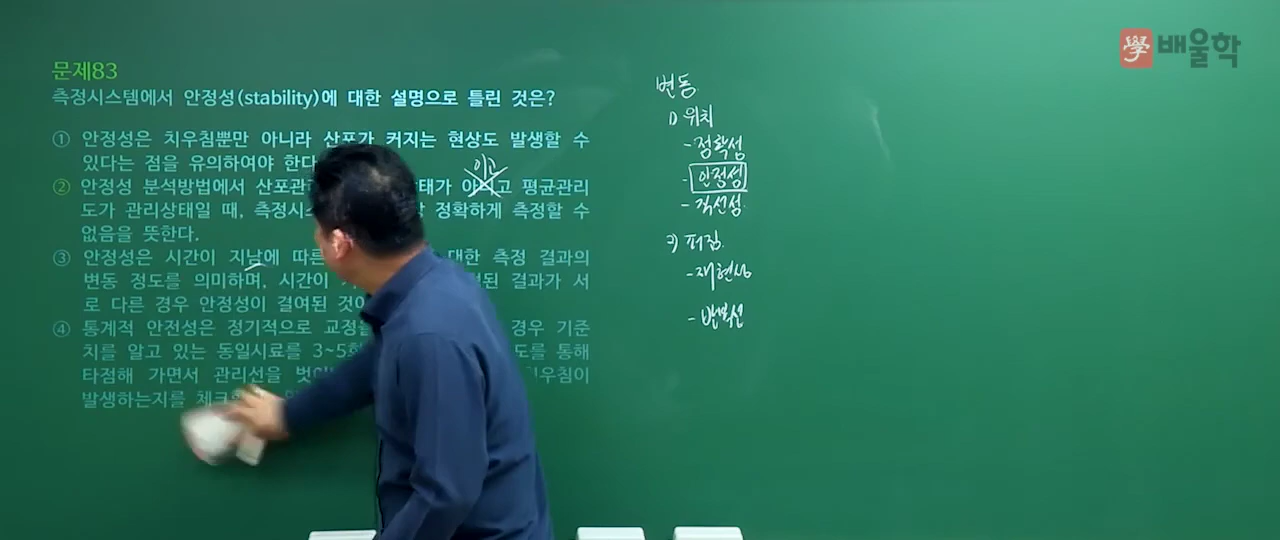 學 배울학
문제83
측정시스템에서 안정성(stability)에 대한 설명으로 틀린 것은?
① 안정성은 치우침뿐만 아니라 산포가 커지는 현상도 발생할 수
있다는 점을 유의하여야 한다
이고
② 안정성 분석방법에서 산포관 고 평균관리
도가 관리상태일 때, 측정시스 정확하게 측정할 수
없음을 뜻한다.
③ 안정성은 시간이 지남에 따른 대한 측정 결과의
변동 정도를 의미하며, 시간이 된 결과가 서
로 다른 경우 안정성이 결여된 것이
④ 통계적 안전성은 정기적으로 교정을 경우 기준
치를 알고 있는 동일시료를 3~5회 도를 통해
타점해 가면서 관리선을 치우침이
발생하는지를
변동
1) 위치
- 정확성
- 안정성
- 직선성
2) 퍼짐
- 재현성
- 반복성